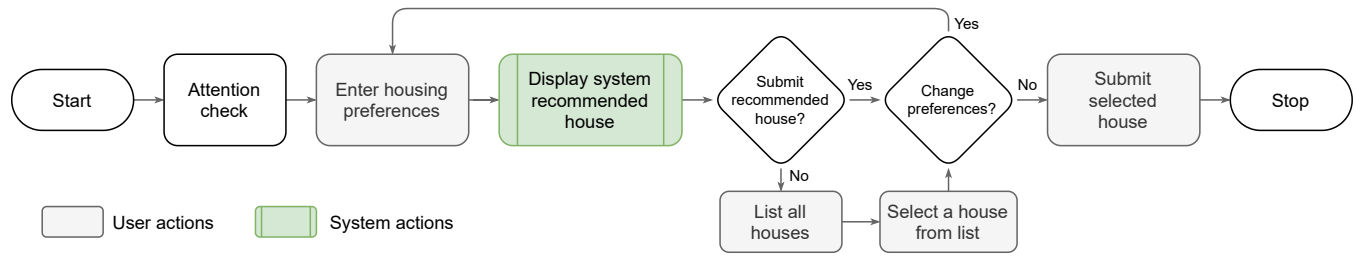 Start
Attention
check
Enter housing
preferences
Display system
recommended
house
Submit
recommended
house?
Yes
No
List all
houses
Select a house
from list
Change
preferences?
Yes
No
Submit
selected
house
Stop
User actions
System actions